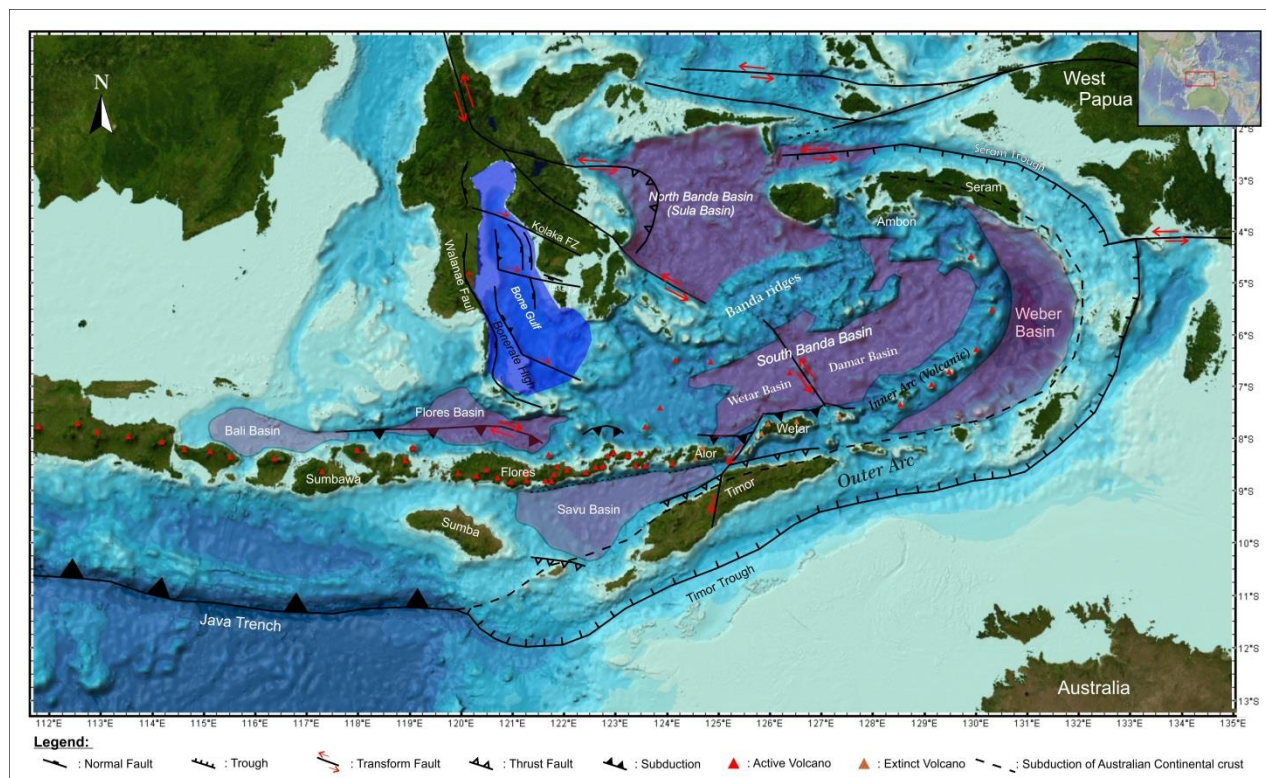 N
West
Papua
2°S
Seram Trough
3°S
Seram
North Banda Basin
(Sula Basin)
Ambon
4°S
Kolaka FZ
Walanae Fault
Bone Gulf
5°S
Banda ridges
Weber
Basin
6°S
South Banda Basin
Damar Basin
Bonerate High
Inner Arc (Volcanic)
Wetar Basin
7°S
Flores Basin
Bali Basin
Wetar
8°S
Alor
Flores
Sumbawa
Outer Arc
Timor
9°S
Savu Basin
Sumba
10°S
Timor Trough
11°S
Java Trench
12°S
Australia
13°S
112°E 113°E 114°E 115°E 116°E 117°E 118°E 119°E 120°E 121°E 122°E 123°E 124°E 125°E 126°E 127°E 128°E 129°E 130°E 131°E 132°E 133°E 134°E 135°E
Legend:
: Normal Fault : Trough : Transform Fault : Thrust Fault : Subduction : Active Volcano : Extinct Volcano : Subduction of Australian Continental crust